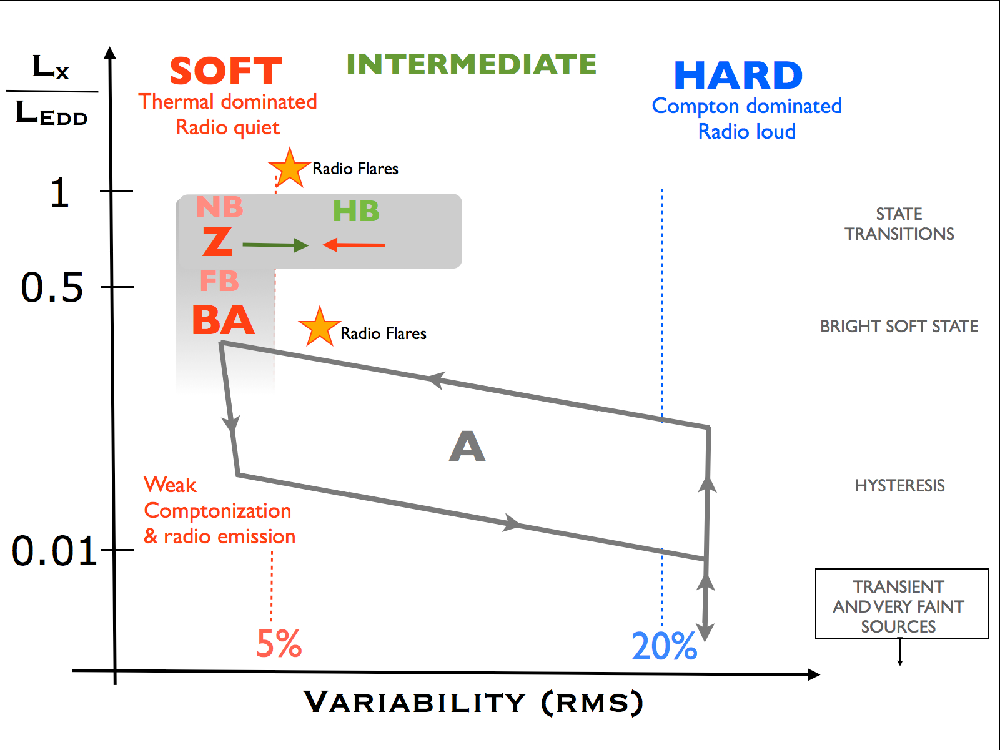 Lx
LEDD
SOFT
Thermal dominated
Radio quiet
INTERMEDIATE
HARD
Compton dominated
Radio loud
Radio Flares
1
NB
HB
Z
STATE
TRANSITIONS
0.5
FB
BA
Radio Flares
BRIGHT SOFT STATE
A
HYSTERESIS
Weak
Comptonization
& radio emission
0.01
TRANSIENT
AND VERY FAINT
SOURCES
5%
20%
VARIABILITY (RMS)